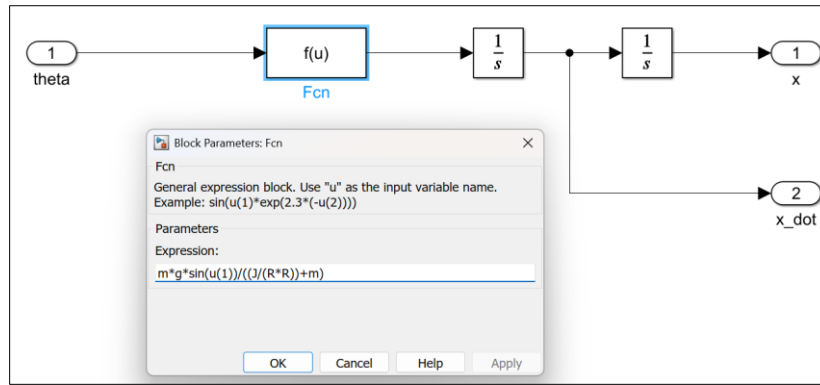 1
theta
f(u)
Fcn
1
s
1
s
1
x
2
x_dot
Block Parameters: Fcn
Fcn
General expression block. Use "u" as the input variable name.
Example: sin(u(1)*exp(2.3*(-u(2))))
Parameters
Expression:
m*g*sin(u(1))/((J/(R*R))+m)
OK
Cancel
Help
Apply